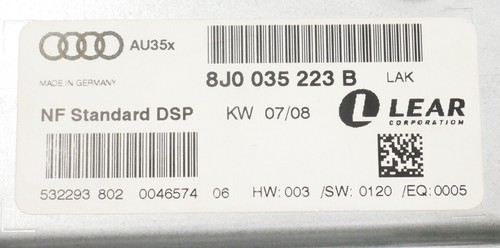 AU35x
8J0 035 223 B LAK
MADE IN GERMANY
NF Standard DSP KW 07/08 LEAR
CORPORATION
532293 802 0046574 06 HW:003 /SW:0120 /EQ:0005